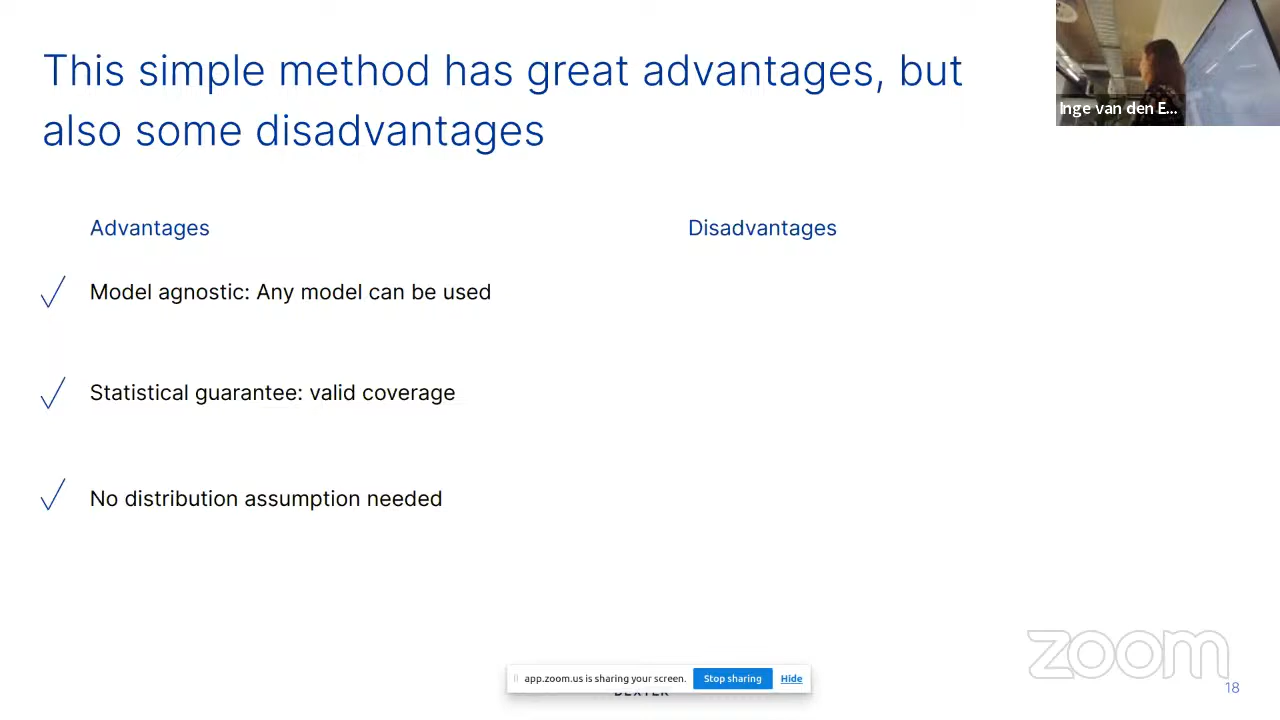 This simple method has great advantages, but
also some disadvantages
Inge van den E...
Advantages
Disadvantages
Model agnostic: Any model can be used
Statistical guarantee: valid coverage
No distribution assumption needed
zoom
app.zoom.us is sharing your screen.
Stop sharing
Hide
DEXTER
18